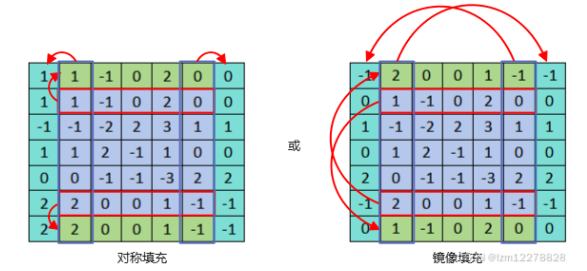 1 1 -1 0 2 0 0
1 1 -1 0 2 0 0
-1 -1 -2 2 3 1 1
1 1 2 -1 1 0 0
0 0 -1 -1 -3 2 2
2 2 0 0 1 -1 -1
2 2 0 0 1 -1 -1
对称填充
或
-1 2 0 0 1 -1 -1
0 1 -1 0 2 0 0
1 -1 -2 2 3 1 1
0 1 2 -1 1 0 0
2 0 -1 -1 -3 2 2
-1 2 0 0 1 -1 -1
0 1 -1 0 2 0 0
镜像填充
@lzm12278828